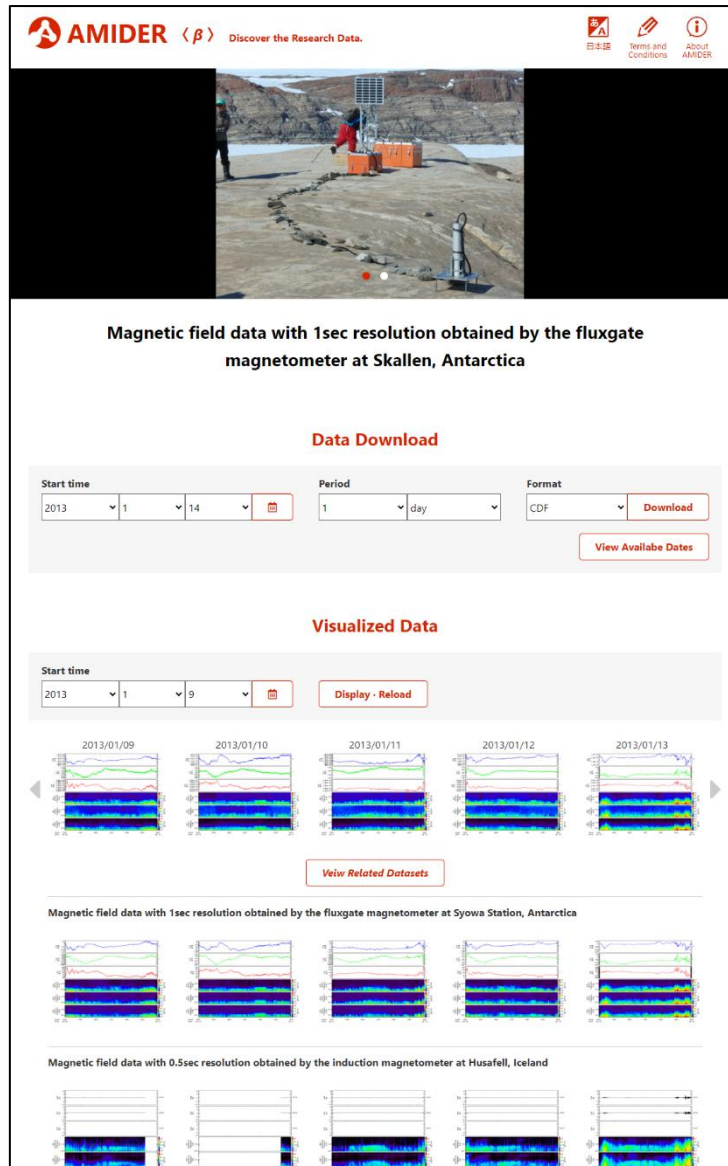 AMIDER 〈β〉 Discover the Research Data.
あ
A
日本語
Terms and
Conditions
About
AMIDER
Magnetic field data with 1sec resolution obtained by the fluxgate
magnetometer at Skallen, Antarctica
Data Download
Start time Period Format
2013 1 14 1 day CDF Download
View Availabe Dates
Visualized Data
Start time
2013 1 9 Display · Reload
2013/01/09 2013/01/10 2013/01/11 2013/01/12 2013/01/13
Veiw Related Datasets
Magnetic field data with 1sec resolution obtained by the fluxgate magnetometer at Syowa Station, Antarctica
Magnetic field data with 0.5sec resolution obtained by the induction magnetometer at Husafell, Iceland